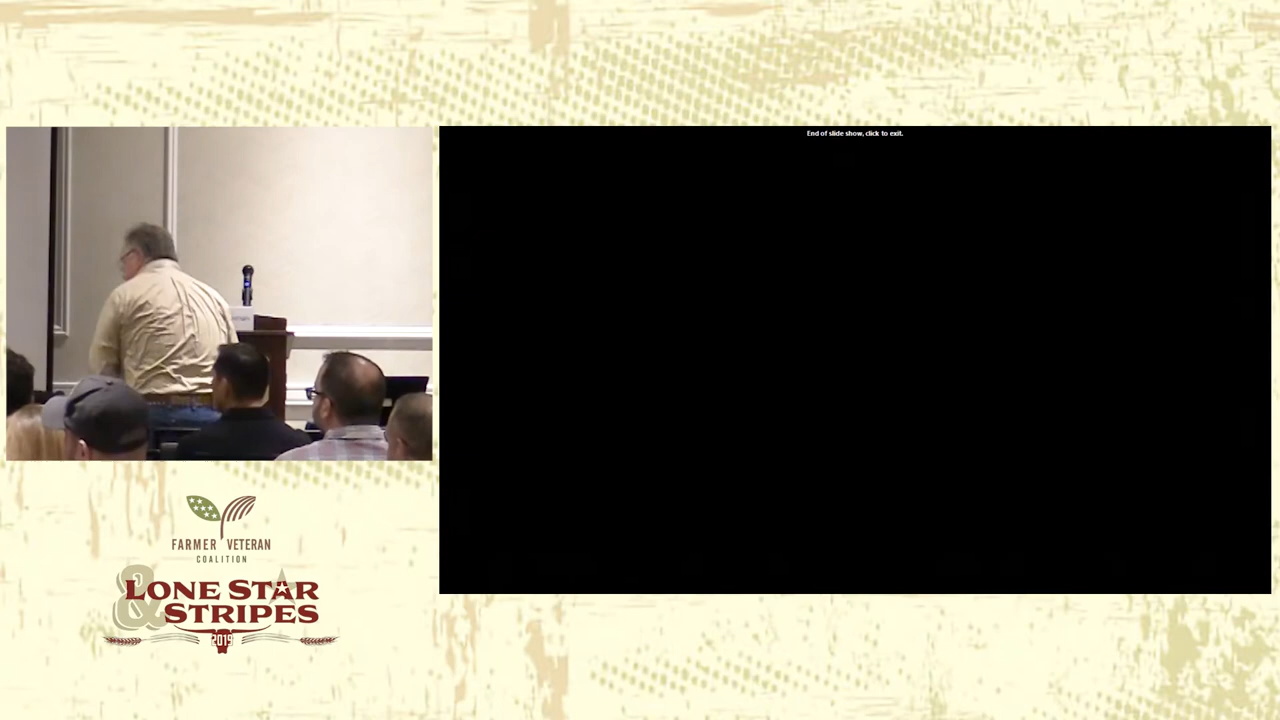 End of slide show, click to exit.
FARMER VETERAN
COALITION
& LONE STAR
STRIPES
2019